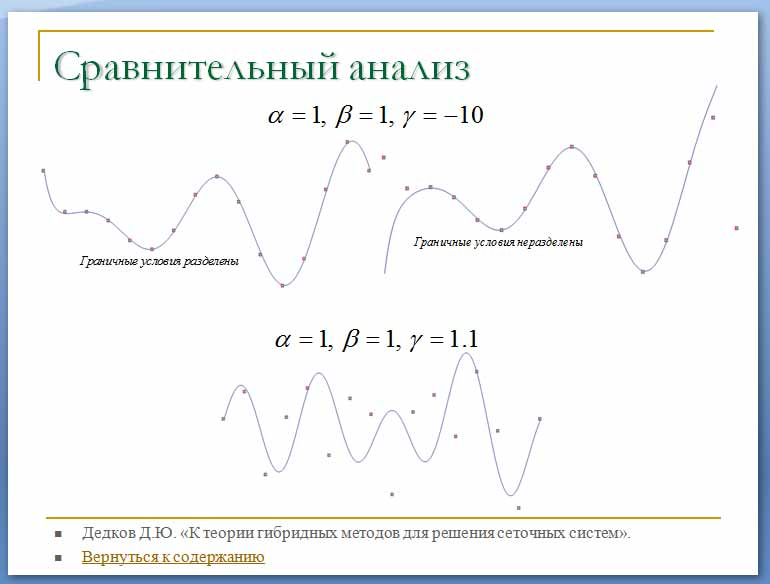 Сравнительный анализ
α = 1, β = 1, γ = −10
Граничные условия разделены
Граничные условия неразделены
α = 1, β = 1, γ = 1.1
Дедков Д.Ю. «К теории гибридных методов для решения сеточных систем».
Вернуться к содержанию